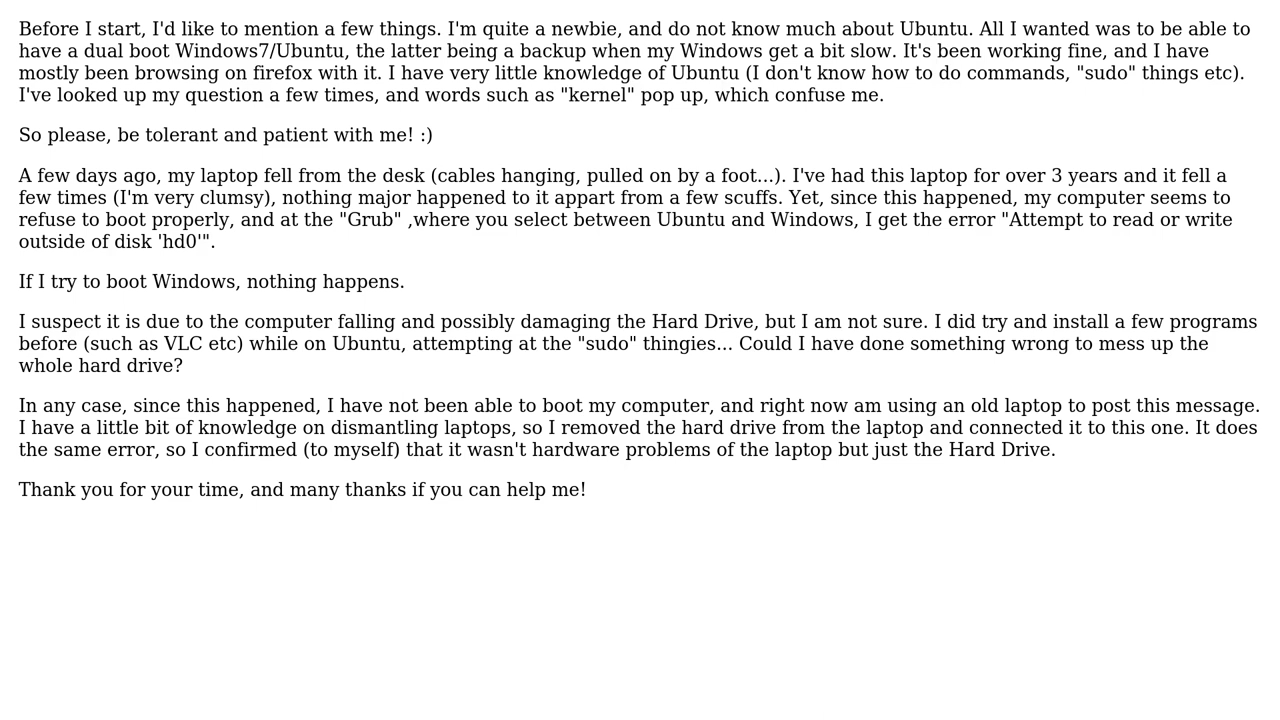 Before I start, I'd like to mention a few things. I'm quite a newbie, and do not know much about Ubuntu. All I wanted was to be able to
have a dual boot Windows7/Ubuntu, the latter being a backup when my Windows get a bit slow. It's been working fine, and I have
mostly been browsing on firefox with it. I have very little knowledge of Ubuntu (I don't know how to do commands, "sudo" things etc).
I've looked up my question a few times, and words such as "kernel" pop up, which confuse me.
So please, be tolerant and patient with me! :)
A few days ago, my laptop fell from the desk (cables hanging, pulled on by a foot...). I've had this laptop for over 3 years and it fell a
few times (I'm very clumsy), nothing major happened to it appart from a few scuffs. Yet, since this happened, my computer seems to
refuse to boot properly, and at the "Grub" ,where you select between Ubuntu and Windows, I get the error "Attempt to read or write
outside of disk 'hd0'".
If I try to boot Windows, nothing happens.
I suspect it is due to the computer falling and possibly damaging the Hard Drive, but I am not sure. I did try and install a few programs
before (such as VLC etc) while on Ubuntu, attempting at the "sudo" thingies... Could I have done something wrong to mess up the
whole hard drive?
In any case, since this happened, I have not been able to boot my computer, and right now am using an old laptop to post this message.
I have a little bit of knowledge on dismantling laptops, so I removed the hard drive from the laptop and connected it to this one. It does
the same error, so I confirmed (to myself) that it wasn't hardware problems of the laptop but just the Hard Drive.
Thank you for your time, and many thanks if you can help me!